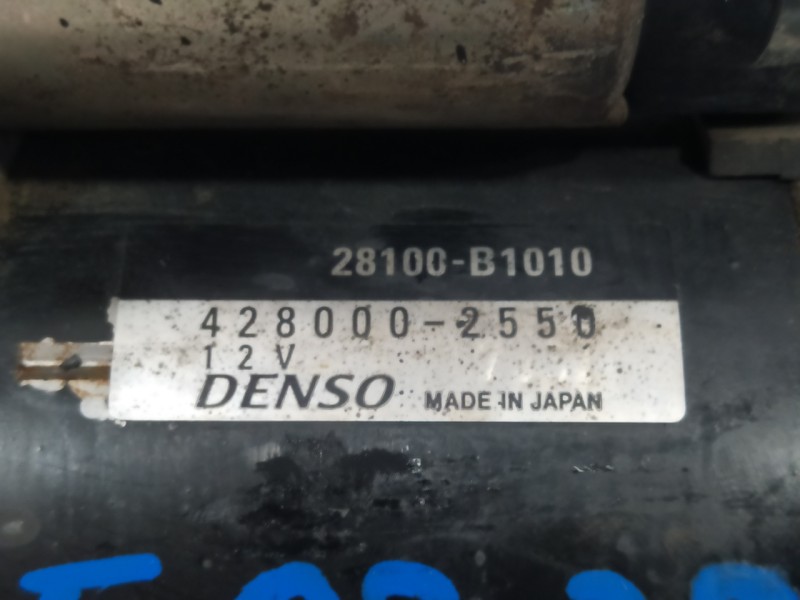 28100-B1010
428000-2550
12V
DENSO MADE IN JAPAN